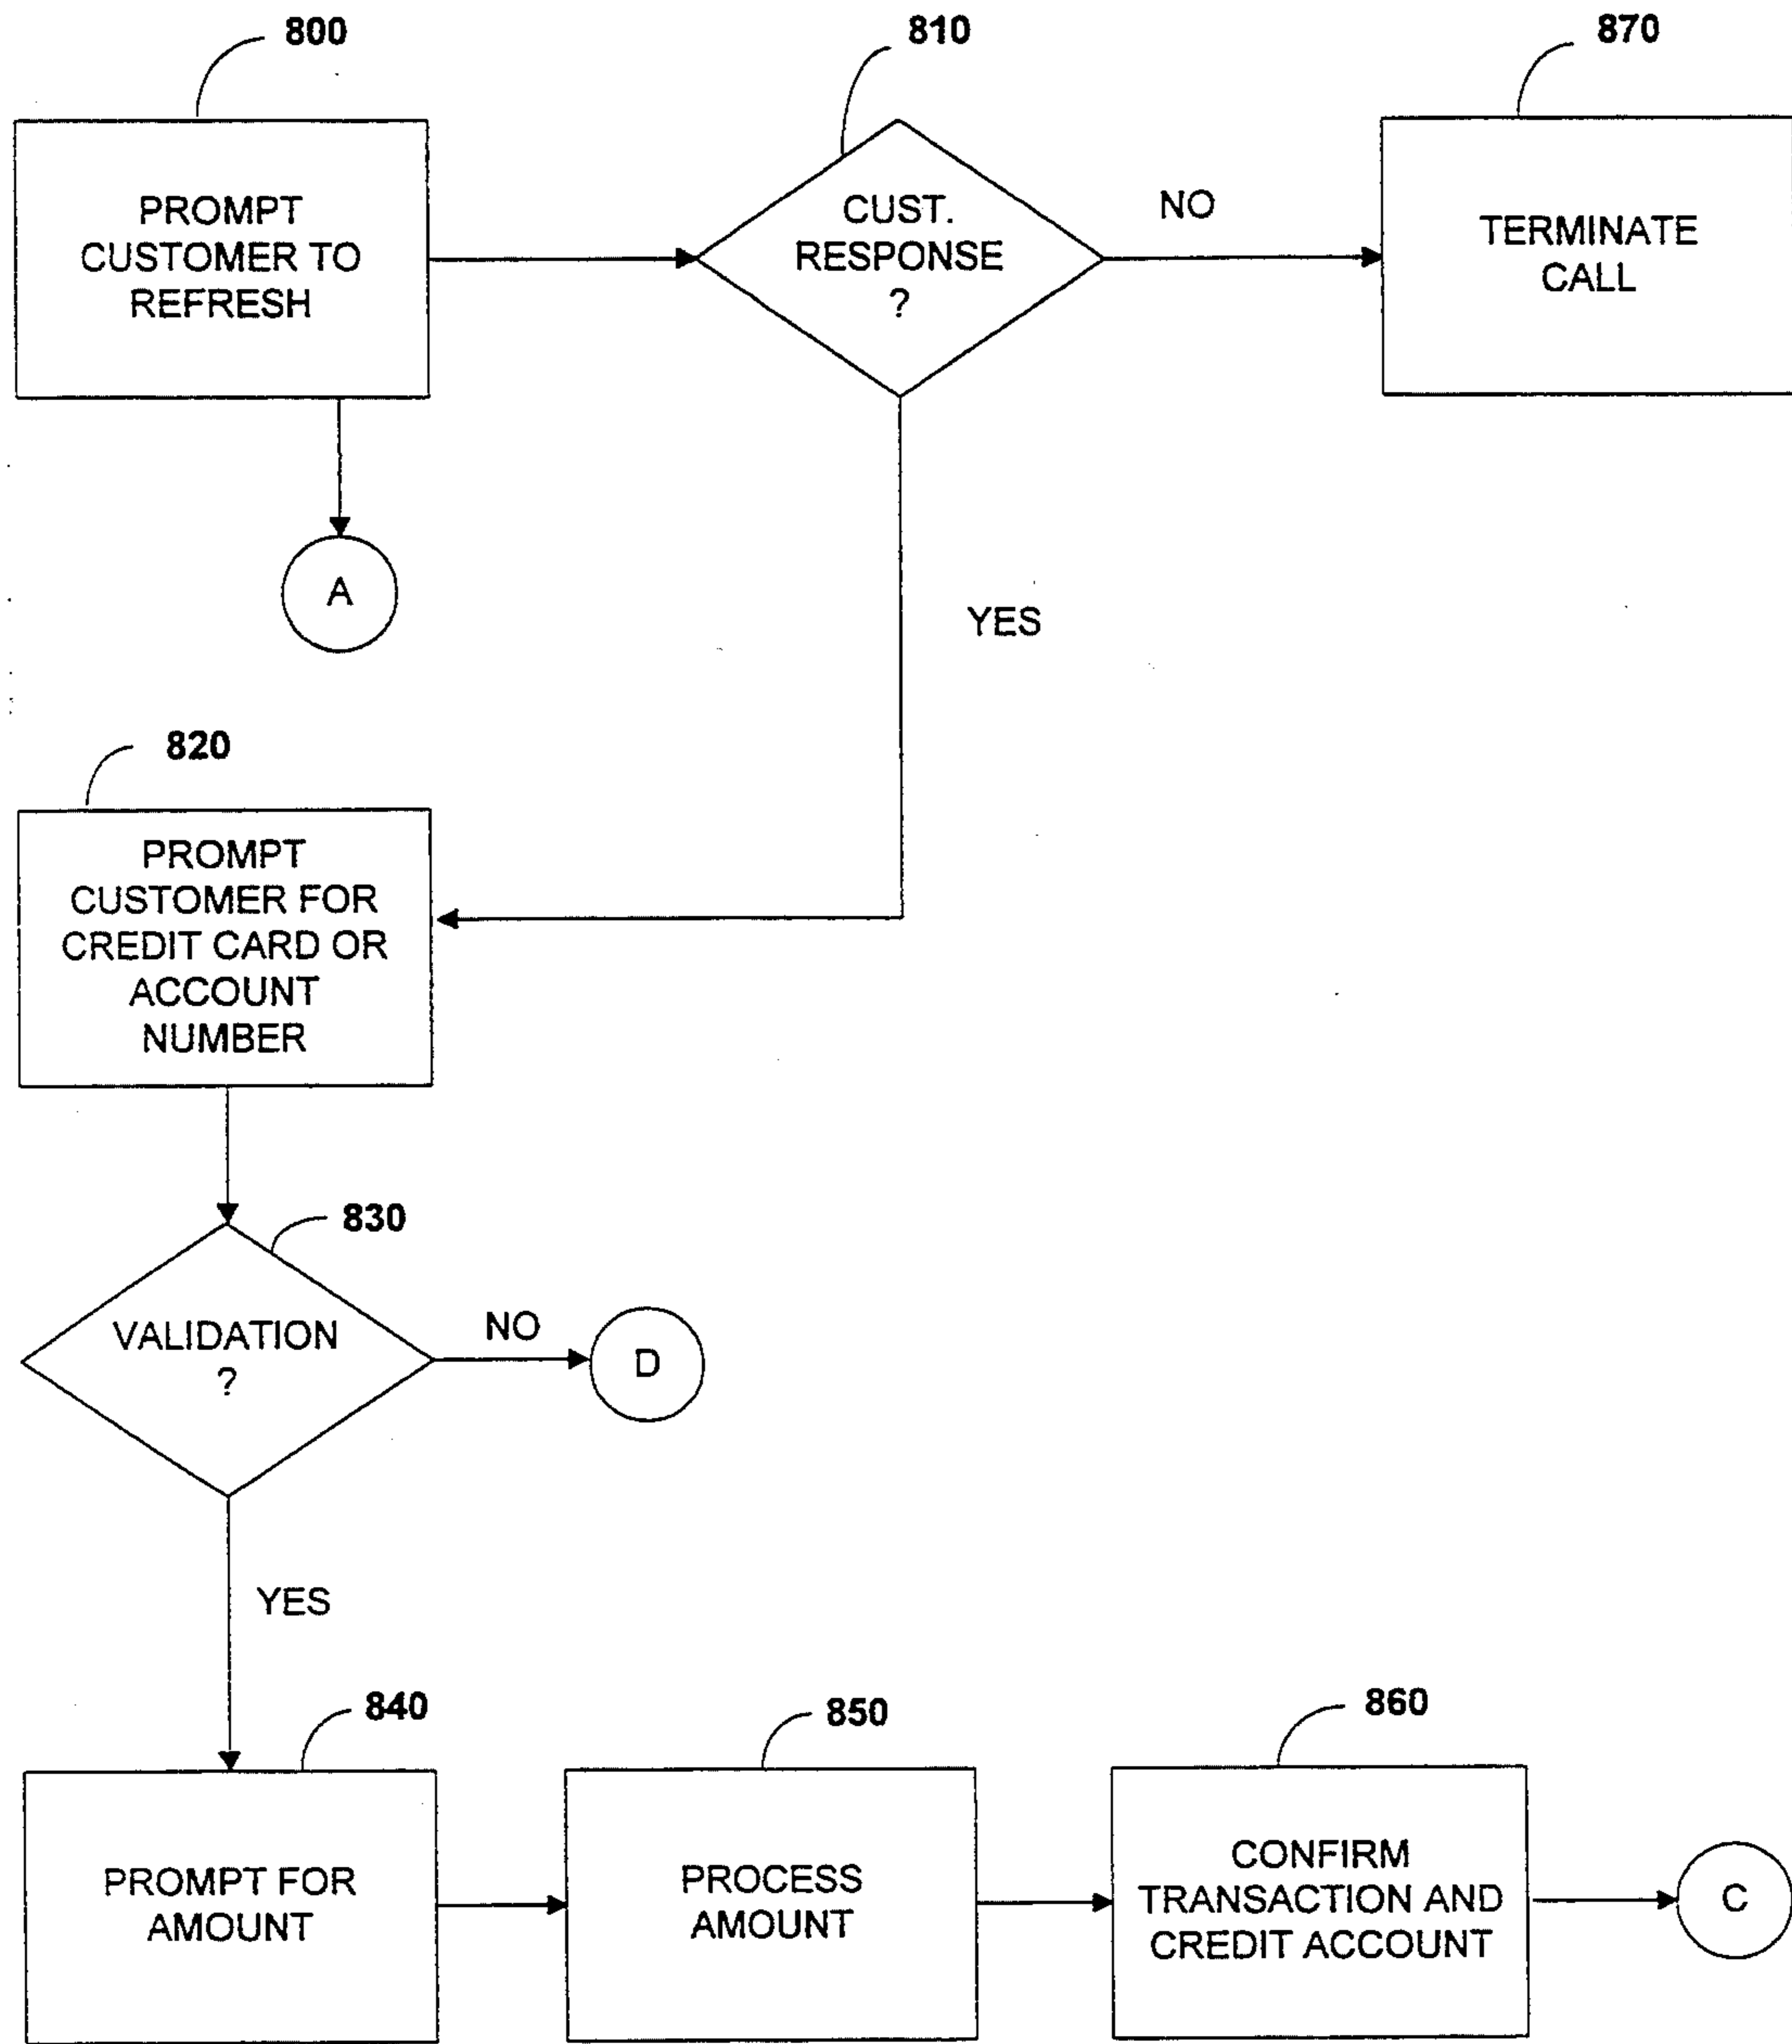 800
810
870
PROMPT
CUSTOMER TO
REFRESH
CUST.
RESPONSE
?
NO
TERMINATE
CALL
A
YES
820
PROMPT
CUSTOMER FOR
CREDIT CARD OR
ACCOUNT
NUMBER
830
VALIDATION
?
NO
D
YES
840
850
860
PROMPT FOR
AMOUNT
PROCESS
AMOUNT
CONFIRM
TRANSACTION AND
CREDIT ACCOUNT
C